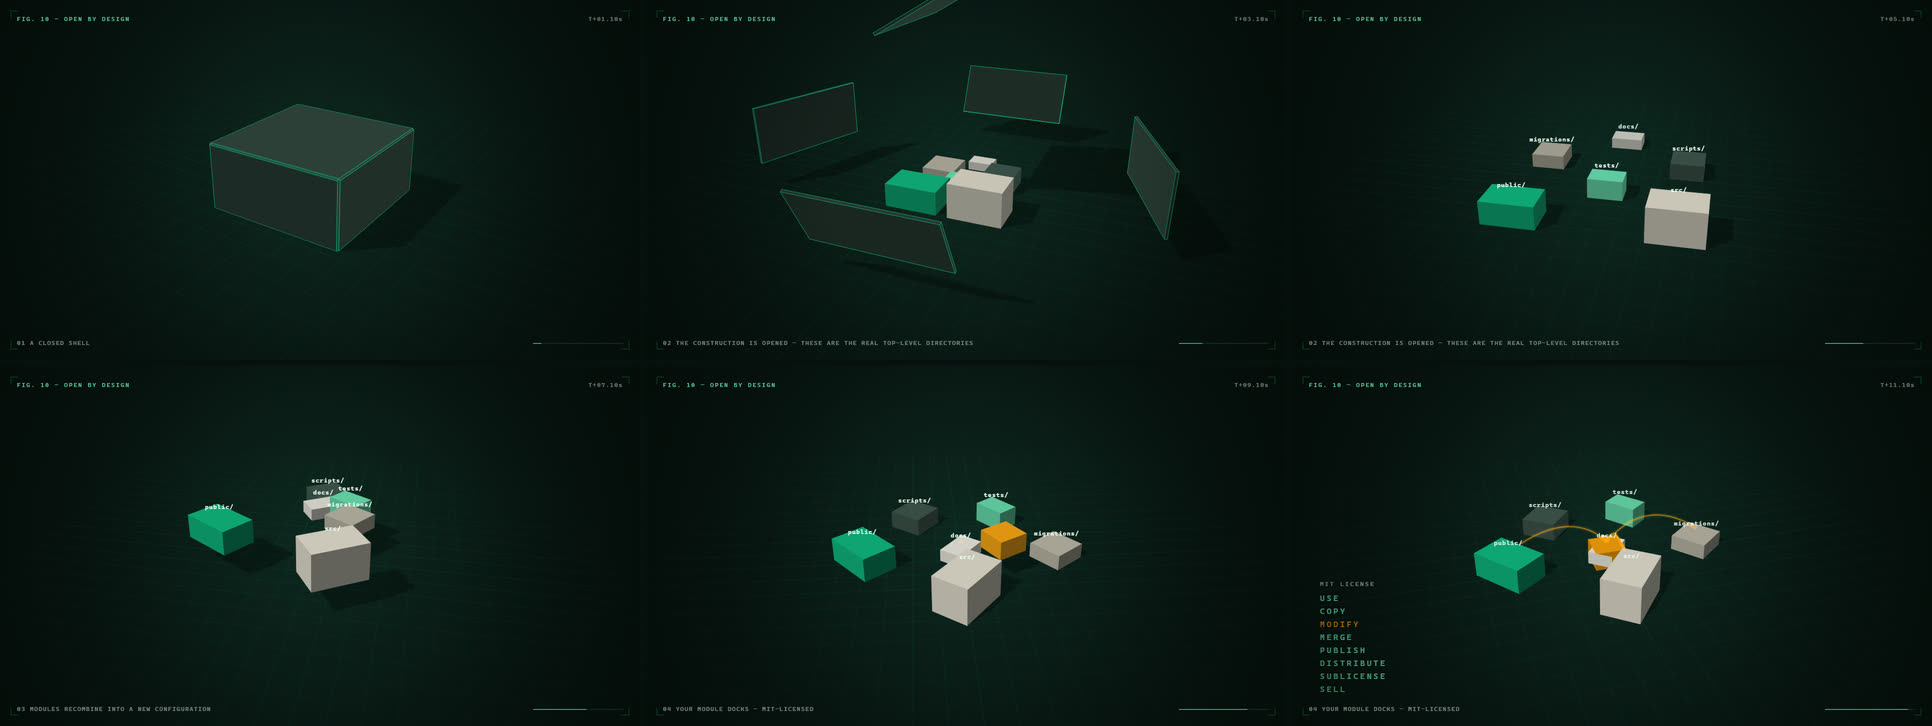 FIG. 10 — OPEN BY DESIGN
T+01.10s
01 A CLOSED SHELL
FIG. 10 — OPEN BY DESIGN
T+03.10s
02 THE CONSTRUCTION IS OPENED — THESE ARE THE REAL TOP-LEVEL DIRECTORIES
FIG. 10 — OPEN BY DESIGN
T+05.10s
docs/
migrations/
scripts/
tests/
public/
src/
02 THE CONSTRUCTION IS OPENED — THESE ARE THE REAL TOP-LEVEL DIRECTORIES
FIG. 10 — OPEN BY DESIGN
T+07.10s
scripts/
tests/
docs/
migrations/
public/
src/
03 MODULES RECOMBINE INTO A NEW CONFIGURATION
FIG. 10 — OPEN BY DESIGN
T+09.10s
tests/
scripts/
public/
docs/
migrations/
src/
04 YOUR MODULE DOCKS — MIT-LICENSED
FIG. 10 — OPEN BY DESIGN
T+11.10s
tests/
scripts/
migrations/
docs/
public/
src/
MIT LICENSE
USE
COPY
MODIFY
MERGE
PUBLISH
DISTRIBUTE
SUBLICENSE
SELL
04 YOUR MODULE DOCKS — MIT-LICENSED